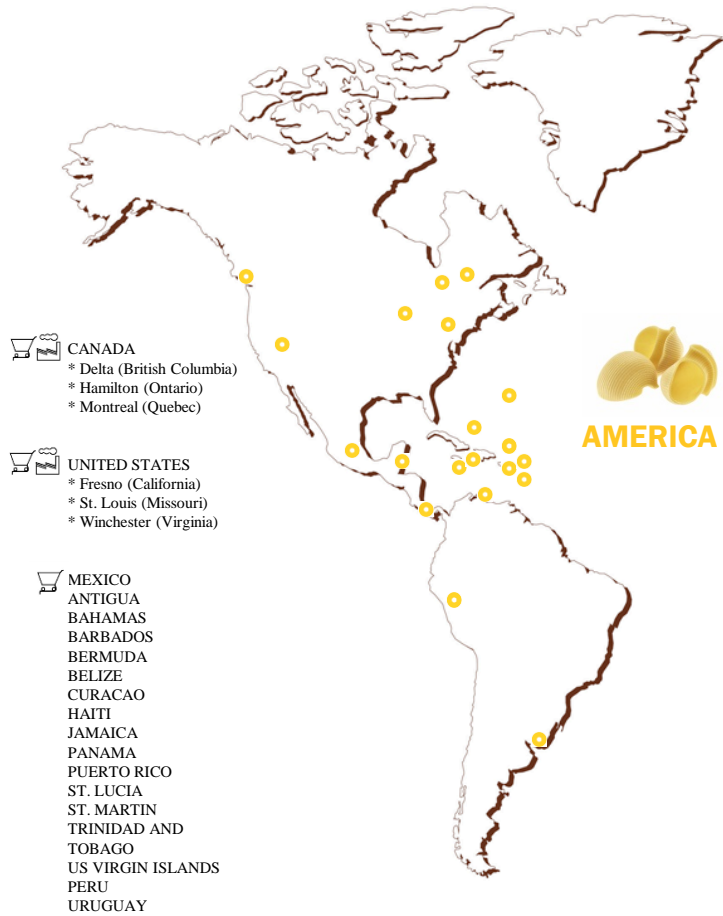 CANADA
* Delta (British Columbia)
* Hamilton (Ontario)
* Montreal (Quebec)
AMERICA
UNITED STATES
* Fresno (California)
* St. Louis (Missouri)
* Winchester (Virginia)
MEXICO
ANTIGUA
BAHAMAS
BARBADOS
BERMUDA
BELIZE
CURACAO
HAITI
JAMAICA
PANAMA
PUERTO RICO
ST. LUCIA
ST. MARTIN
TRINIDAD AND
TOBAGO
US VIRGIN ISLANDS
PERU
URUGUAY